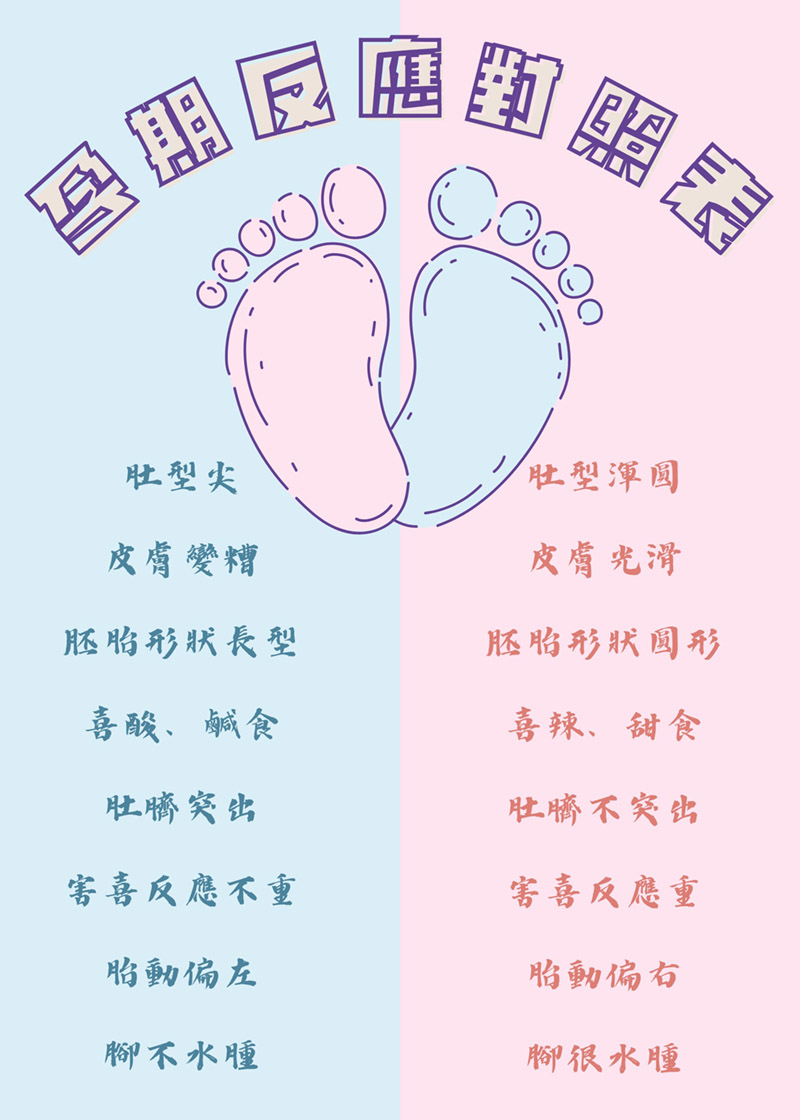 孕期反應對照表
肚型尖
皮膚變糟
胚胎形狀長型
喜酸、鹹食
肚臍突出
害喜反應不重
胎動偏左
腳不水腫
肚型渾圓
皮膚光滑
胚胎形狀圓形
喜辣、甜食
肚臍不突出
害喜反應重
胎動偏右
腳很水腫